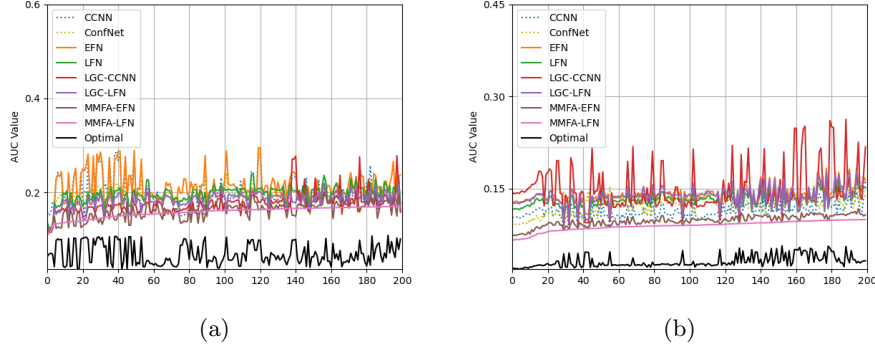 0.6
0.4
0.2
AUC Value
CCNN
ConfNet
EFN
LFN
LGC-CCNN
LGC-LFN
MMFA-EFN
MMFA-LFN
Optimal
0 20 40 60 80 100 120 140 160 180 200
(a)
0.45
0.30
0.15
AUC Value
CCNN
ConfNet
EFN
LFN
LGC-CCNN
LGC-LFN
MMFA-EFN
MMFA-LFN
Optimal
0 20 40 60 80 100 120 140 160 180 200
(b)